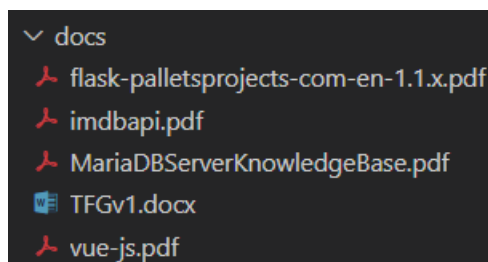 docs
flask-palletsprojects-com-en-1.1.x.pdf
imdbapi.pdf
MariaDBServerKnowledgeBase.pdf
TFGv1.docx
vue-js.pdf